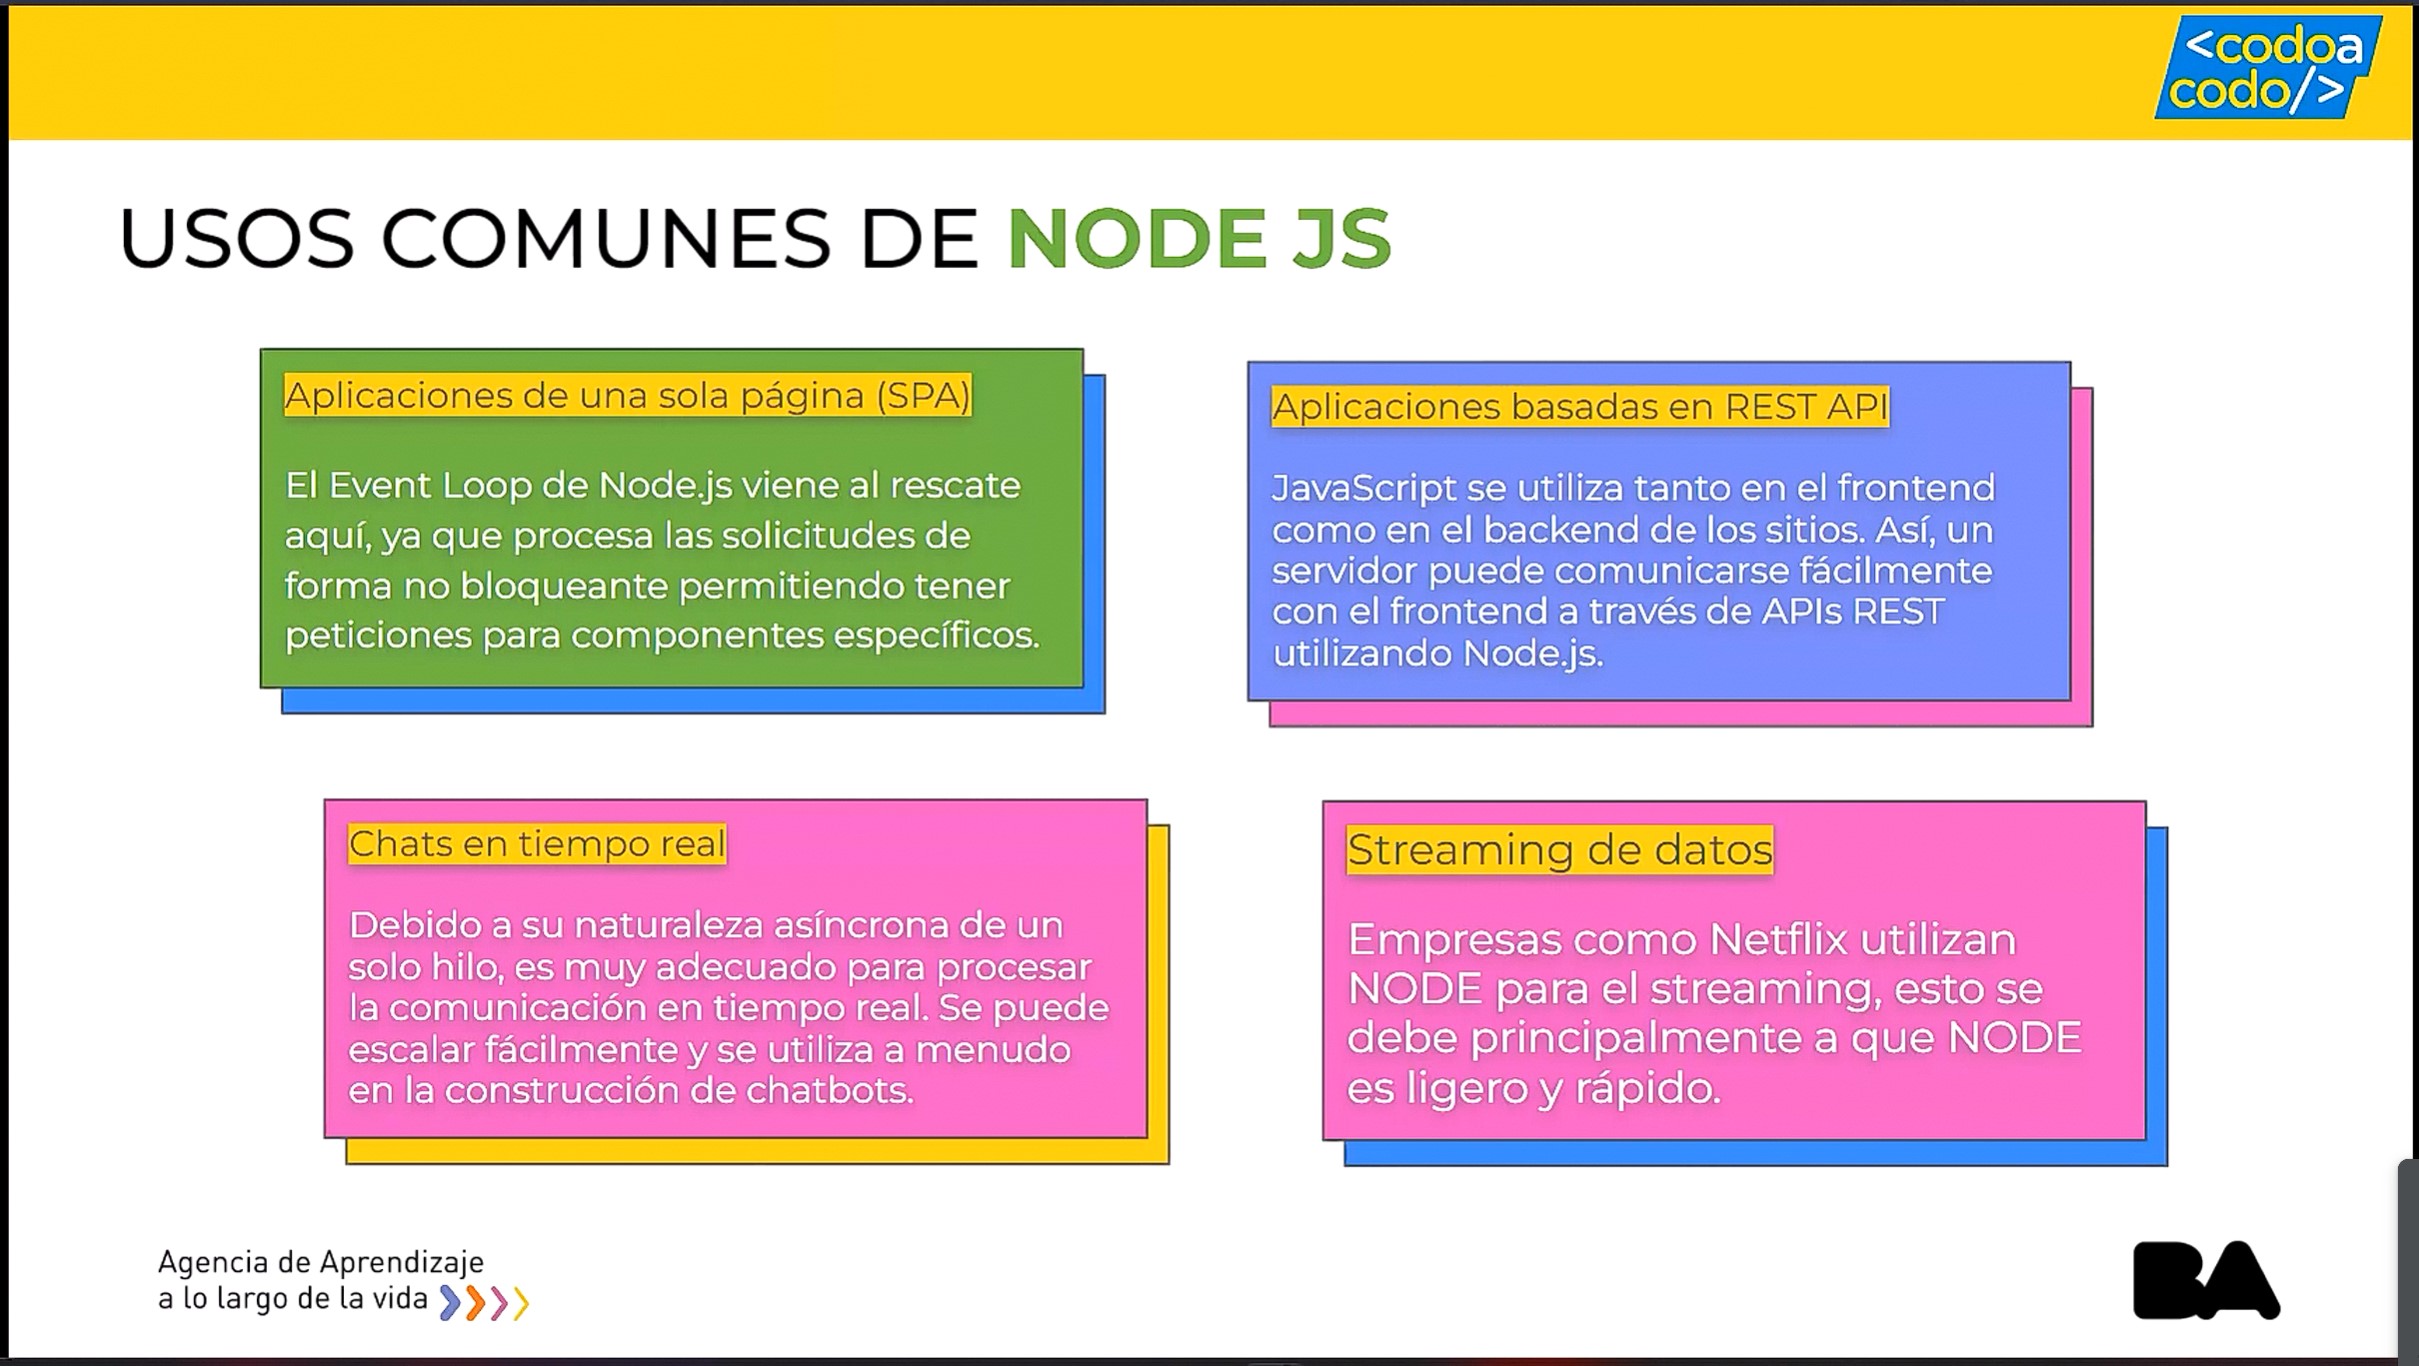 <codoa
codo/>
USOS COMUNES DE NODE JS
Aplicaciones de una sola página (SPA)
El Event Loop de Node.js viene al rescate
aquí, ya que procesa las solicitudes de
forma no bloqueante permitiendo tener
peticiones para componentes específicos.
Aplicaciones basadas en REST API
JavaScript se utiliza tanto en el frontend
como en el backend de los sitios. Así, un
servidor puede comunicarse fácilmente
con el frontend a través de APIs REST
utilizando Node.js.
Chats en tiempo real
Debido a su naturaleza asíncrona de un
solo hilo, es muy adecuado para procesar
la comunicación en tiempo real. Se puede
escalar fácilmente y se utiliza a menudo
en la construcción de chatbots.
Streaming de datos
Empresas como Netflix utilizan
NODE para el streaming, esto se
debe principalmente a que NODE
es ligero y rápido.
Agencia de Aprendizaje
a lo largo de la vida
BA